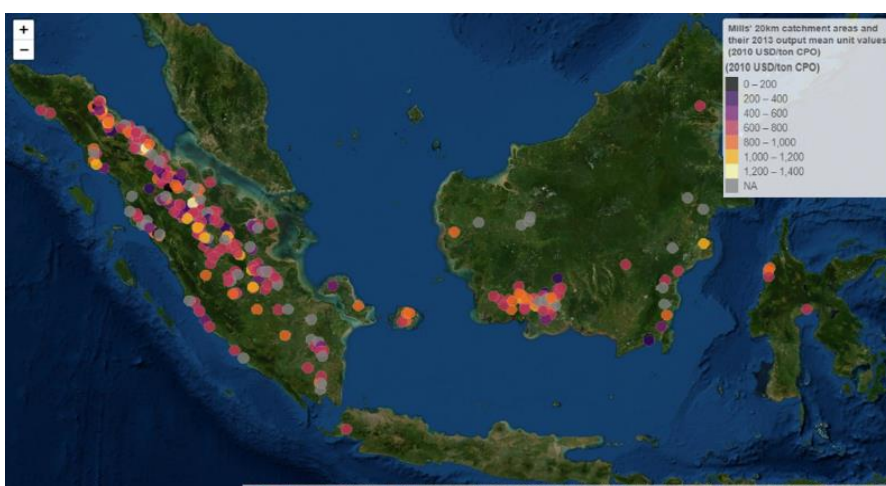 +
−
Mills' 20km catchment areas and
their 2013 output mean unit values
(2010 USD/ton CPO)
(2010 USD/ton CPO)
0 – 200
200 – 400
400 – 600
600 – 800
800 – 1,000
1,000 – 1,200
1,200 – 1,400
NA